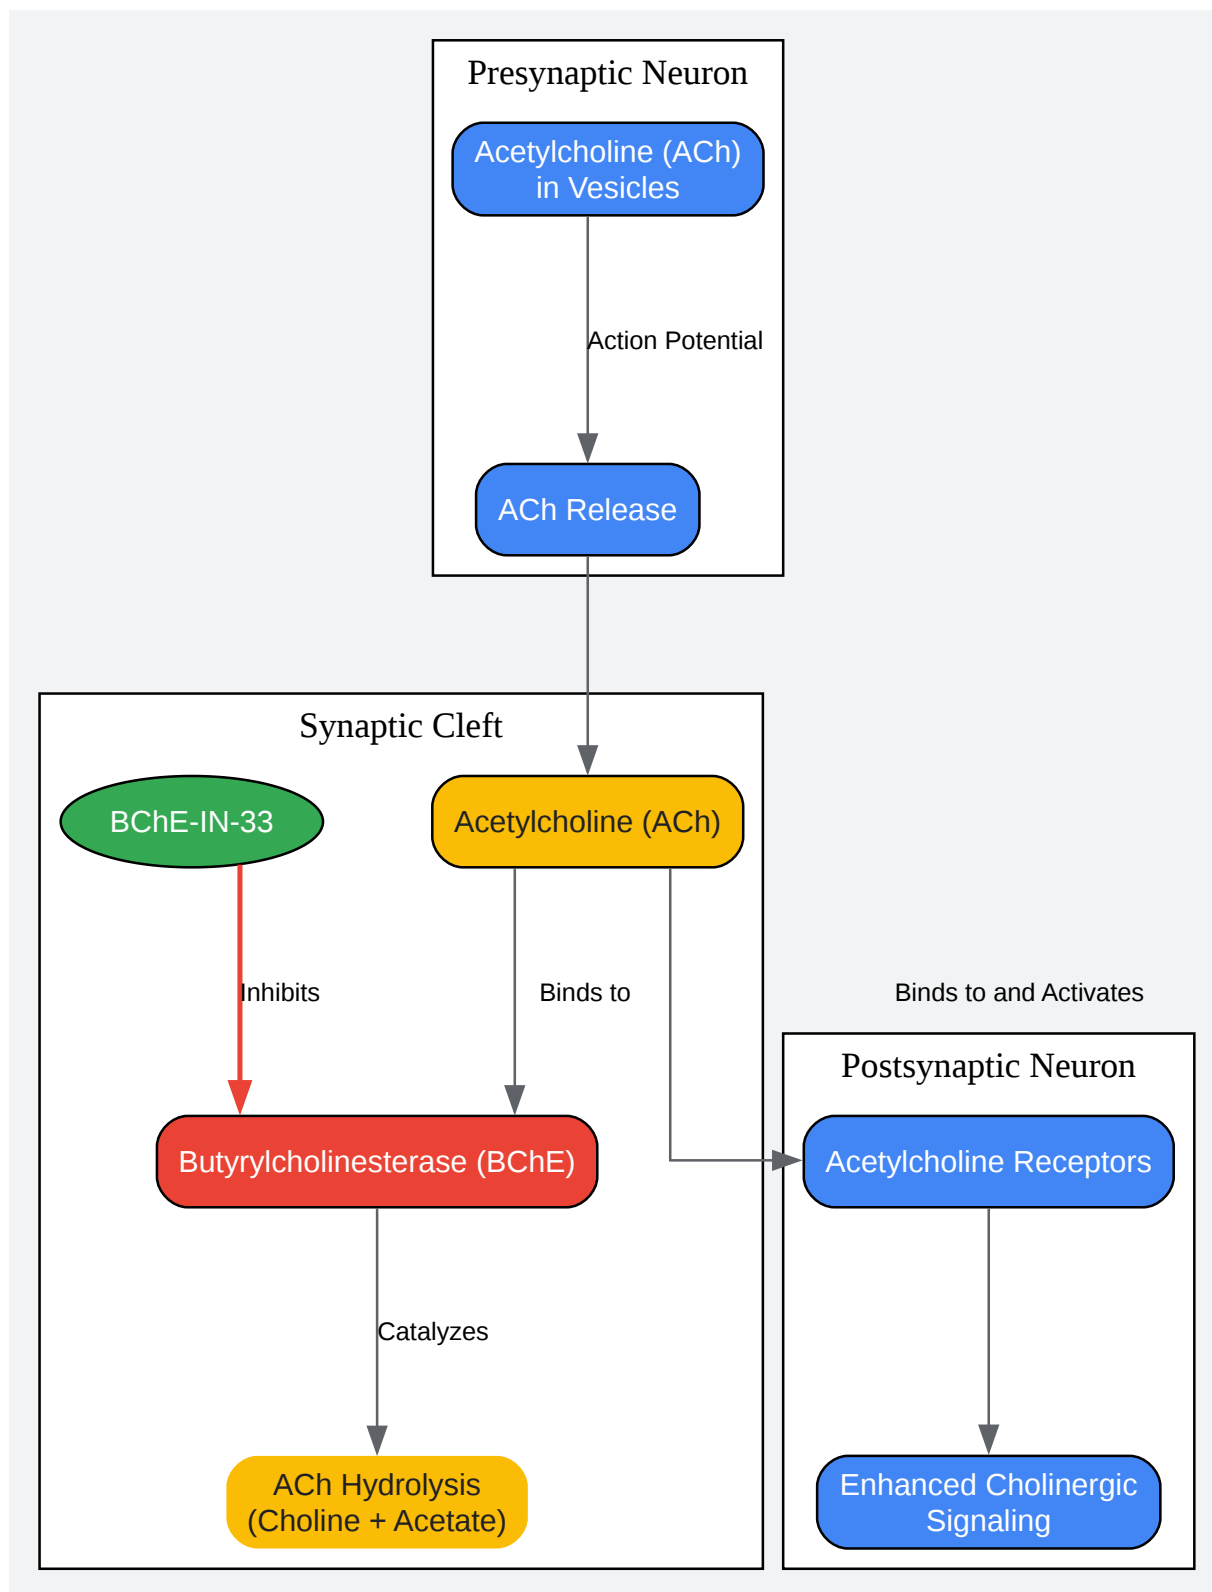 Presynaptic Neuron
Acetylcholine (ACh)
in Vesicles
Action Potential
ACh Release
Synaptic Cleft
BChE-IN-33
Acetylcholine (ACh)
Inhibits
Binds to
Binds to and Activates
Postsynaptic Neuron
Butyrylcholinesterase (BChE)
Acetylcholine Receptors
Catalyzes
ACh Hydrolysis
(Choline + Acetate)
Enhanced Cholinergic
Signaling